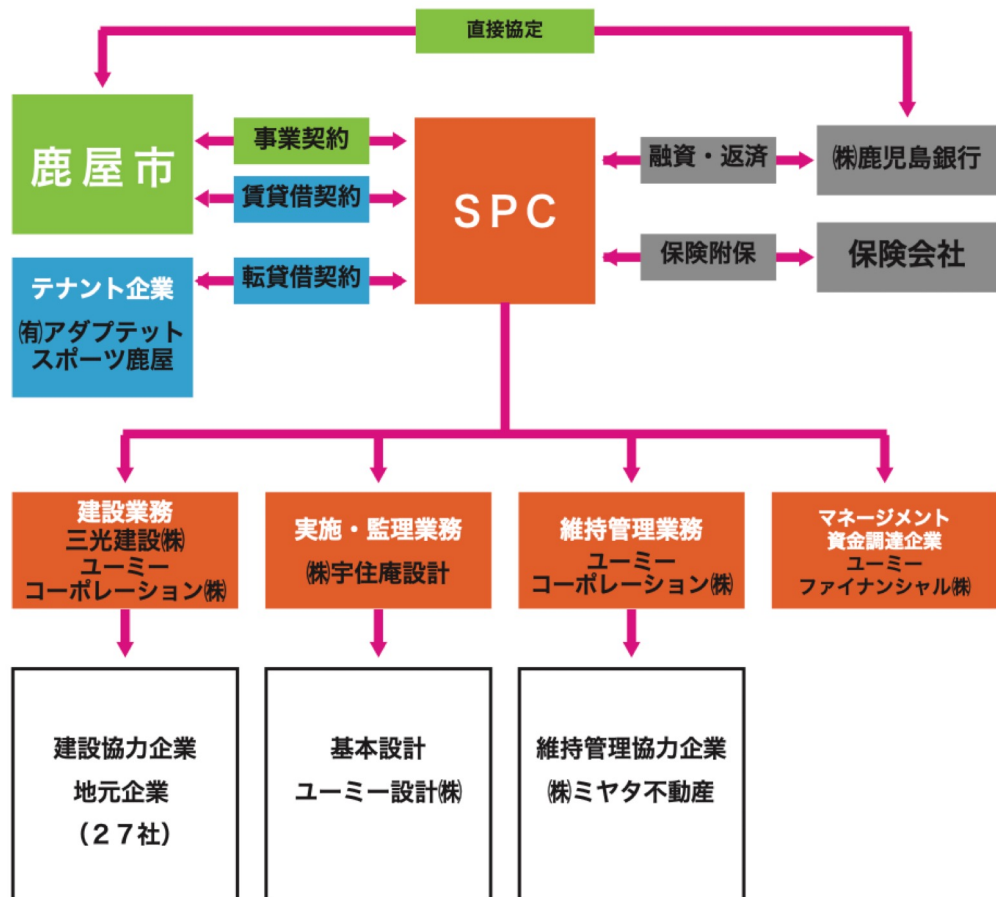 直接協定
鹿屋市
事業契約
賃貸借契約
SPC
融資・返済
㈱鹿児島銀行
保険附保
保険会社
テナント企業
㈲アダプテット
スポーツ鹿屋
転貸借契約
建設業務
三光建設㈱
ユーミー
コーポレーション㈱
実施・監理業務
㈱宇住庵設計
維持管理業務
ユーミー
コーポレーション㈱
マネージメント
資金調達企業
ユーミー
ファイナンシャル㈱
建設協力企業
地元企業
（２７社）
基本設計
ユーミー設計㈱
維持管理協力企業
㈱ミヤタ不動産